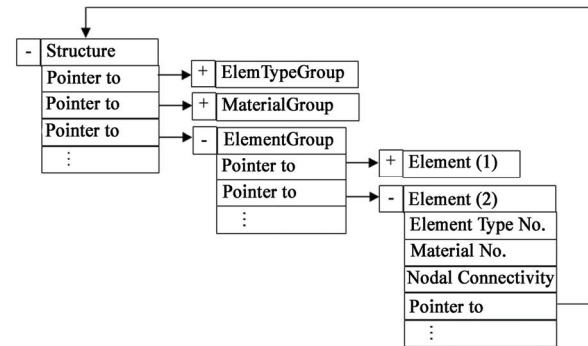 - Structure
Pointer to
+ ElemTypeGroup
Pointer to
+ MaterialGroup
Pointer to
- ElementGroup
⋮
Pointer to
+ Element (1)
Pointer to
- Element (2)
⋮
Element Type No.
Material No.
Nodal Connectivity
Pointer to
⋮